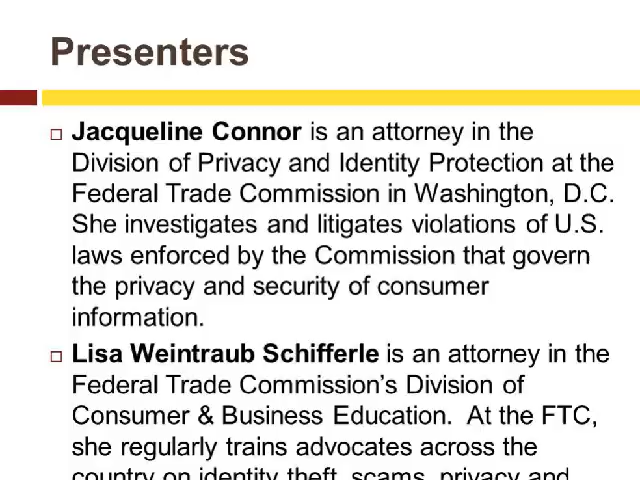 Presenters
Jacqueline Connor is an attorney in the
Division of Privacy and Identity Protection at the
Federal Trade Commission in Washington, D.C.
She investigates and litigates violations of U.S.
laws enforced by the Commission that govern
the privacy and security of consumer
information.
Lisa Weintraub Schifferle is an attorney in the
Federal Trade Commission’s Division of
Consumer & Business Education.  At the FTC,
she regularly trains advocates across the
country on identity theft, scams, privacy and